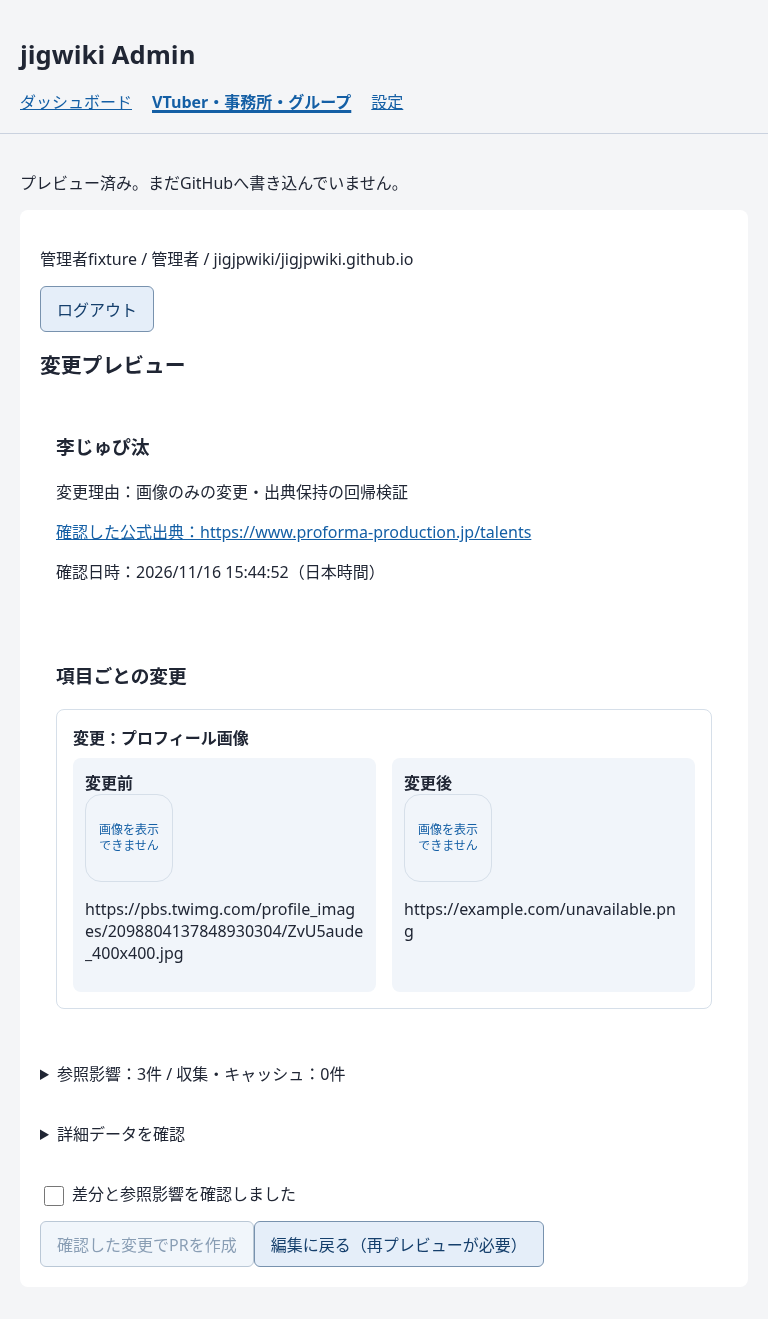 jigwiki Admin
ダッシュボード VTuber・事務所・グループ 設定
プレビュー済み。まだGitHubへ書き込んでいません。
管理者fixture / 管理者 / jigjpwiki/jigjpwiki.github.io
ログアウト
変更プレビュー
李じゅぴ汰
変更理由：画像のみの変更・出典保持の回帰検証
確認した公式出典：https://www.proforma-production.jp/talents
確認日時：2026/11/16 15:44:52（日本時間）
項目ごとの変更
変更：プロフィール画像
変更前
画像を表示
できません
https://pbs.twimg.com/profile_imag
es/2098804137848930304/ZvU5aude
_400x400.jpg
変更後
画像を表示
できません
https://example.com/unavailable.pn
g
参照影響：3件 / 収集・キャッシュ：0件
詳細データを確認
差分と参照影響を確認しました
確認した変更でPRを作成 編集に戻る（再プレビューが必要）